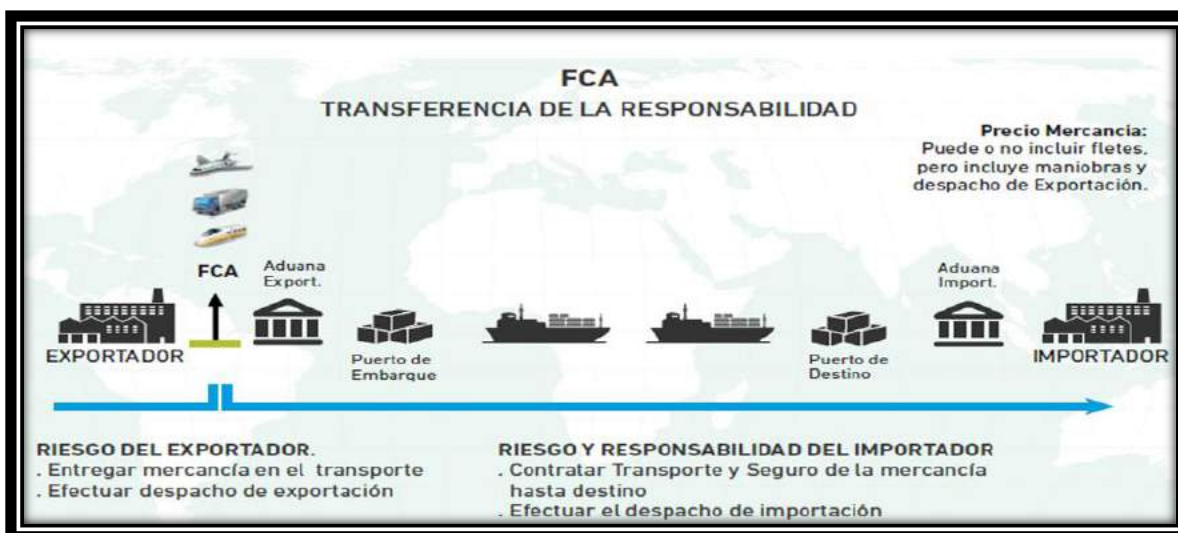 FCA
TRANSFERENCIA DE LA RESPONSABILIDAD
Precio Mercancia:
Puede o no incluir fletes,
pero incluye maniobras y
despacho de Exportación.
FCA
Aduana
Export.
Aduana
Import.
EXPORTADOR
Puerto de
Embarque
Puerto de
Destino
IMPORTADOR
RIESGO DEL EXPORTADOR.
. Entregar mercancía en el transporte
. Efectuar despacho de exportación
RIESGO Y RESPONSABILIDAD DEL IMPORTADOR
. Contratar Transporte y Seguro de la mercancía
hasta destino
. Efectuar el despacho de importación